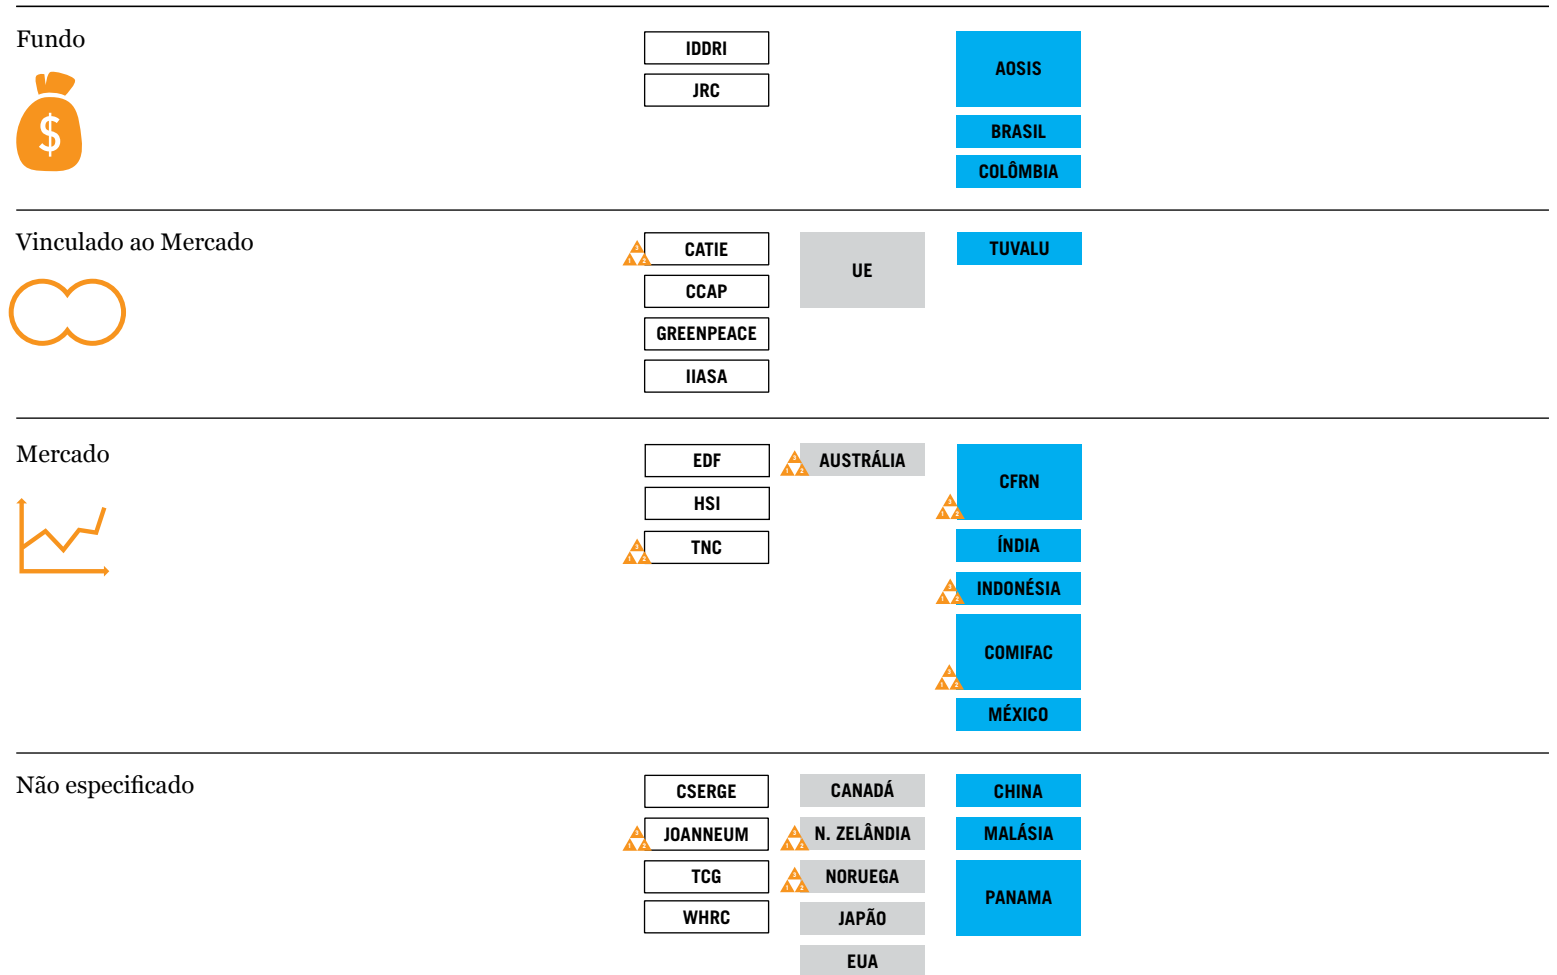 Fundo
$
IDDRI
JRC
AOSIS
BRASIL
COLÔMBIA
Vinculado ao Mercado
CATIE
CCAP
GREENPEACE
IIASA
UE
TUVALU
Mercado
EDF
HSI
TNC
AUSTRÁLIA
CFRN
ÍNDIA
INDONÉSIA
COMIFAC
MÉXICO
Não especificado
CSERGE
JOANNEUM
TCG
WHRC
CANADÁ
N. ZELÂNDIA
NORUEGA
JAPÃO
EUA
CHINA
MALÁSIA
PANAMA